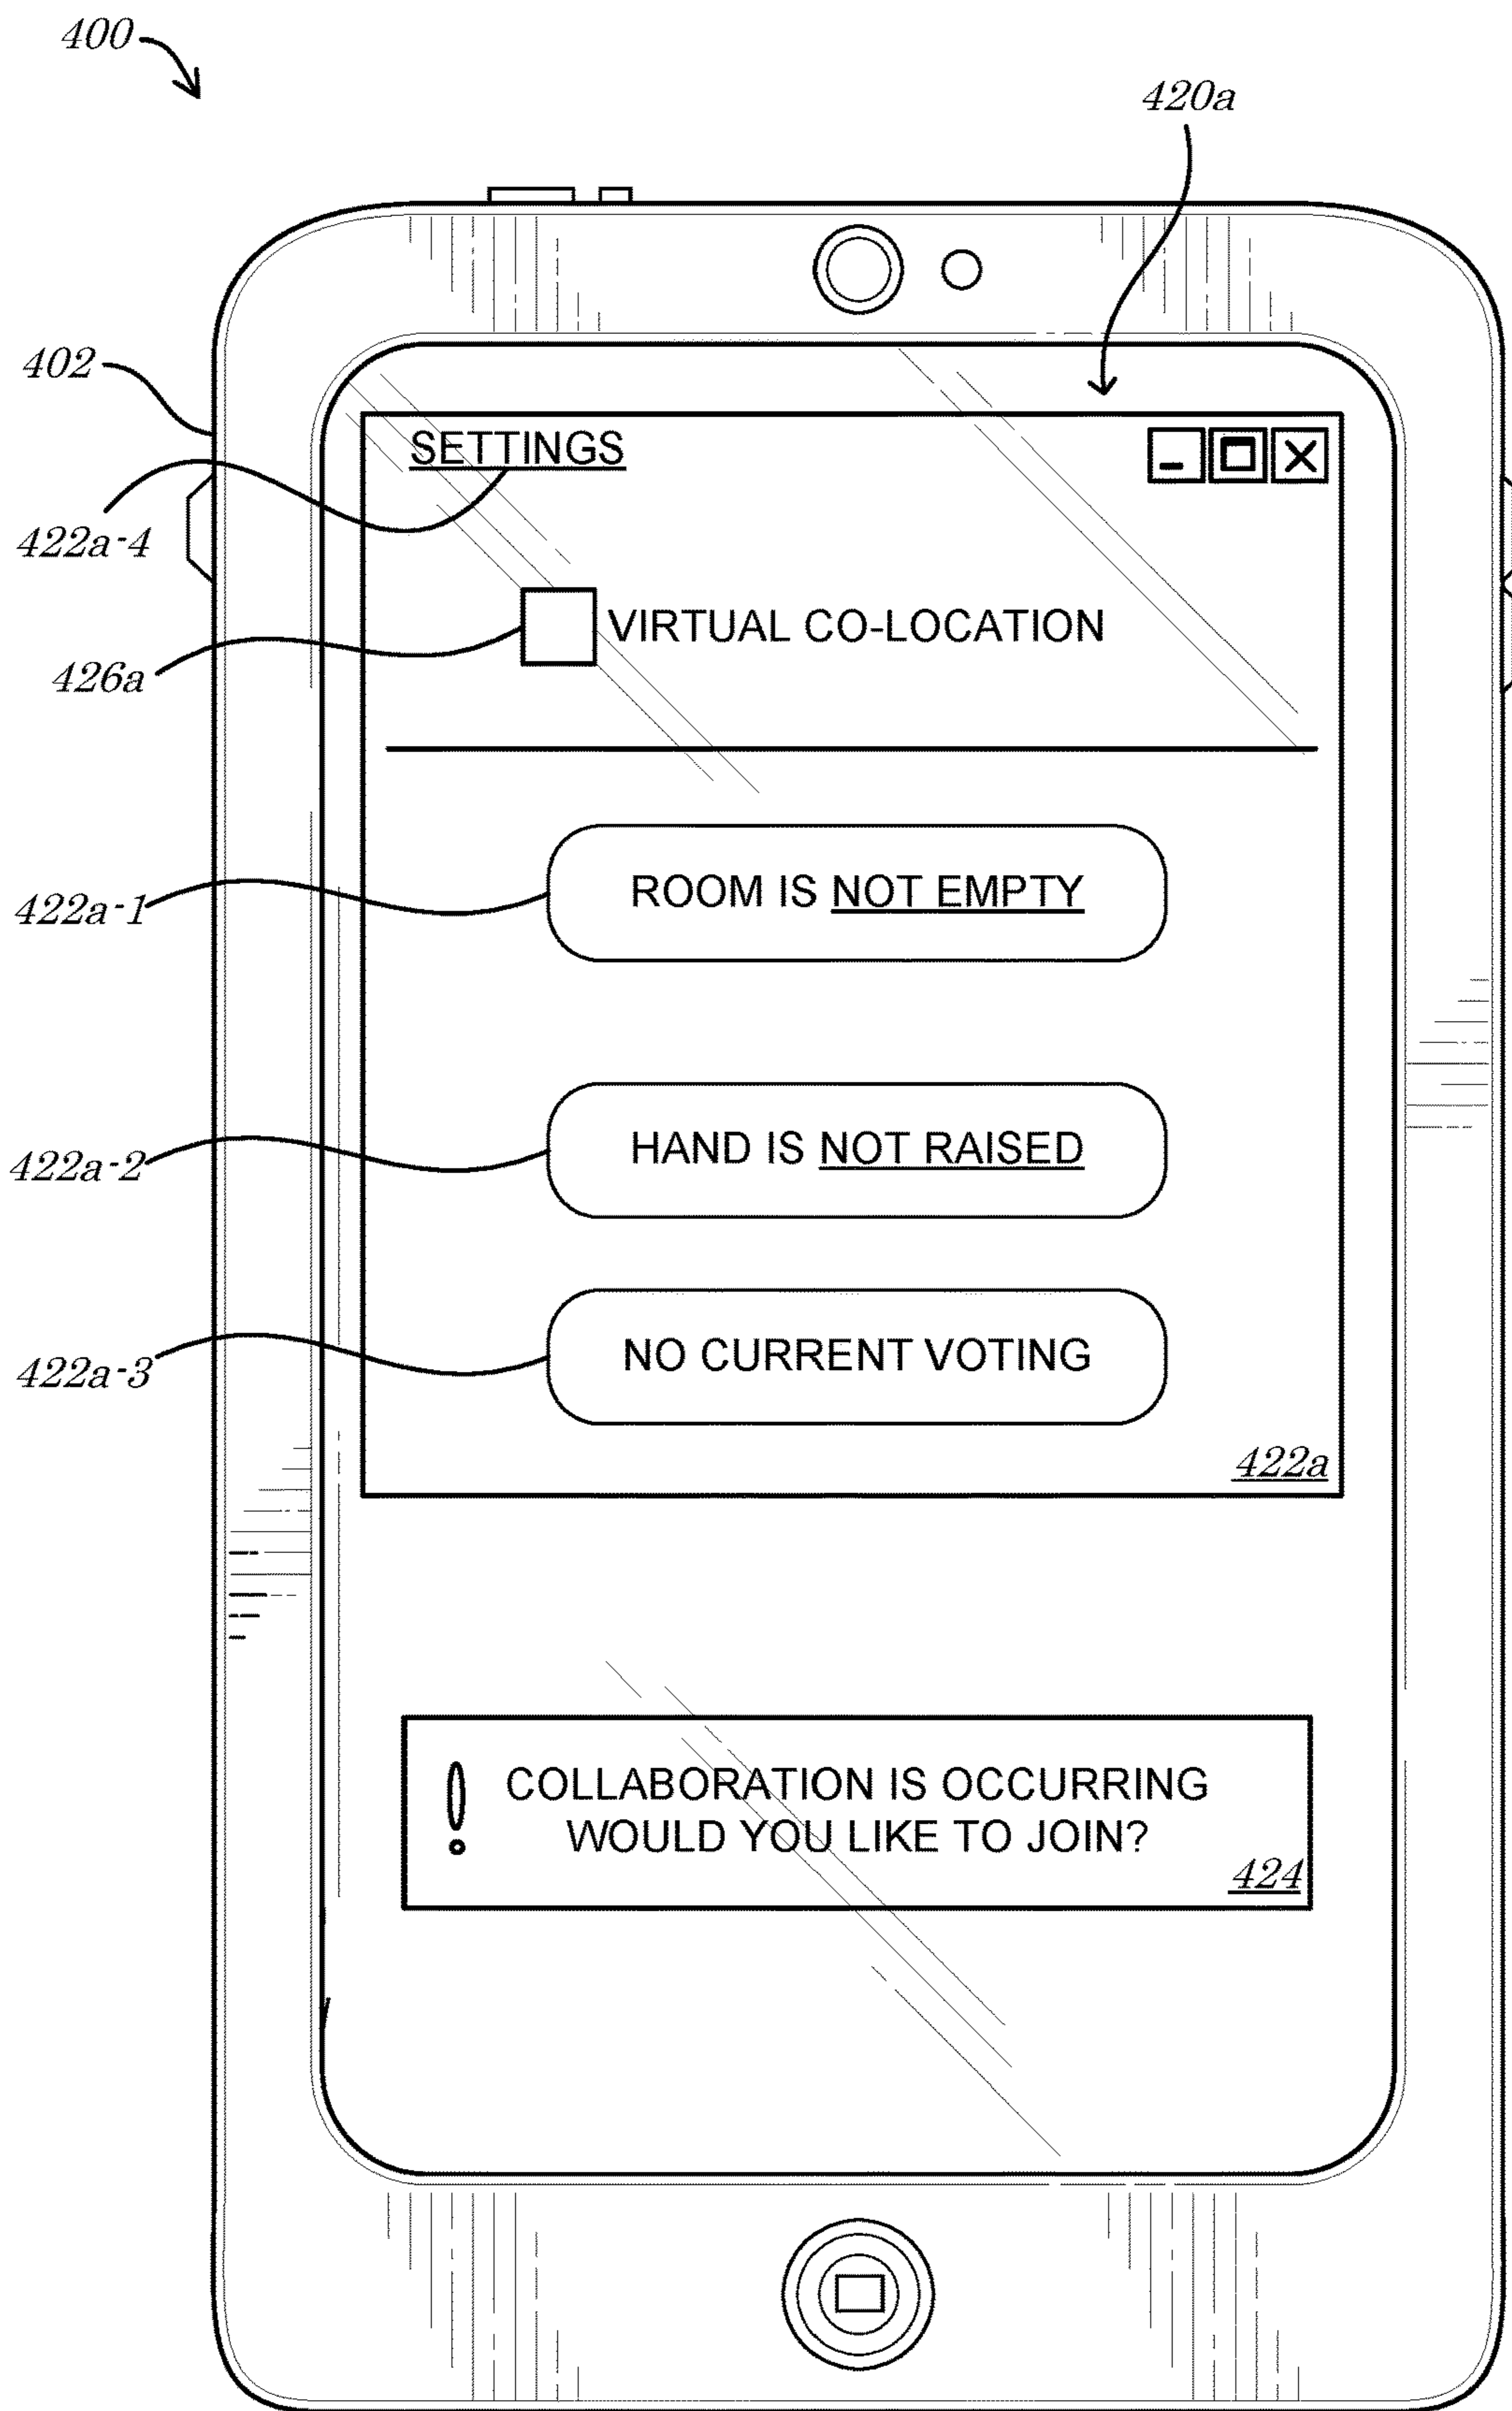 400
420a
402
SETTINGS
422a-4
VIRTUAL CO-LOCATION
426a
ROOM IS NOT EMPTY
422a-1
HAND IS NOT RAISED
422a-2
NO CURRENT VOTING
422a-3
422a
! COLLABORATION IS OCCURRING
WOULD YOU LIKE TO JOIN?
424